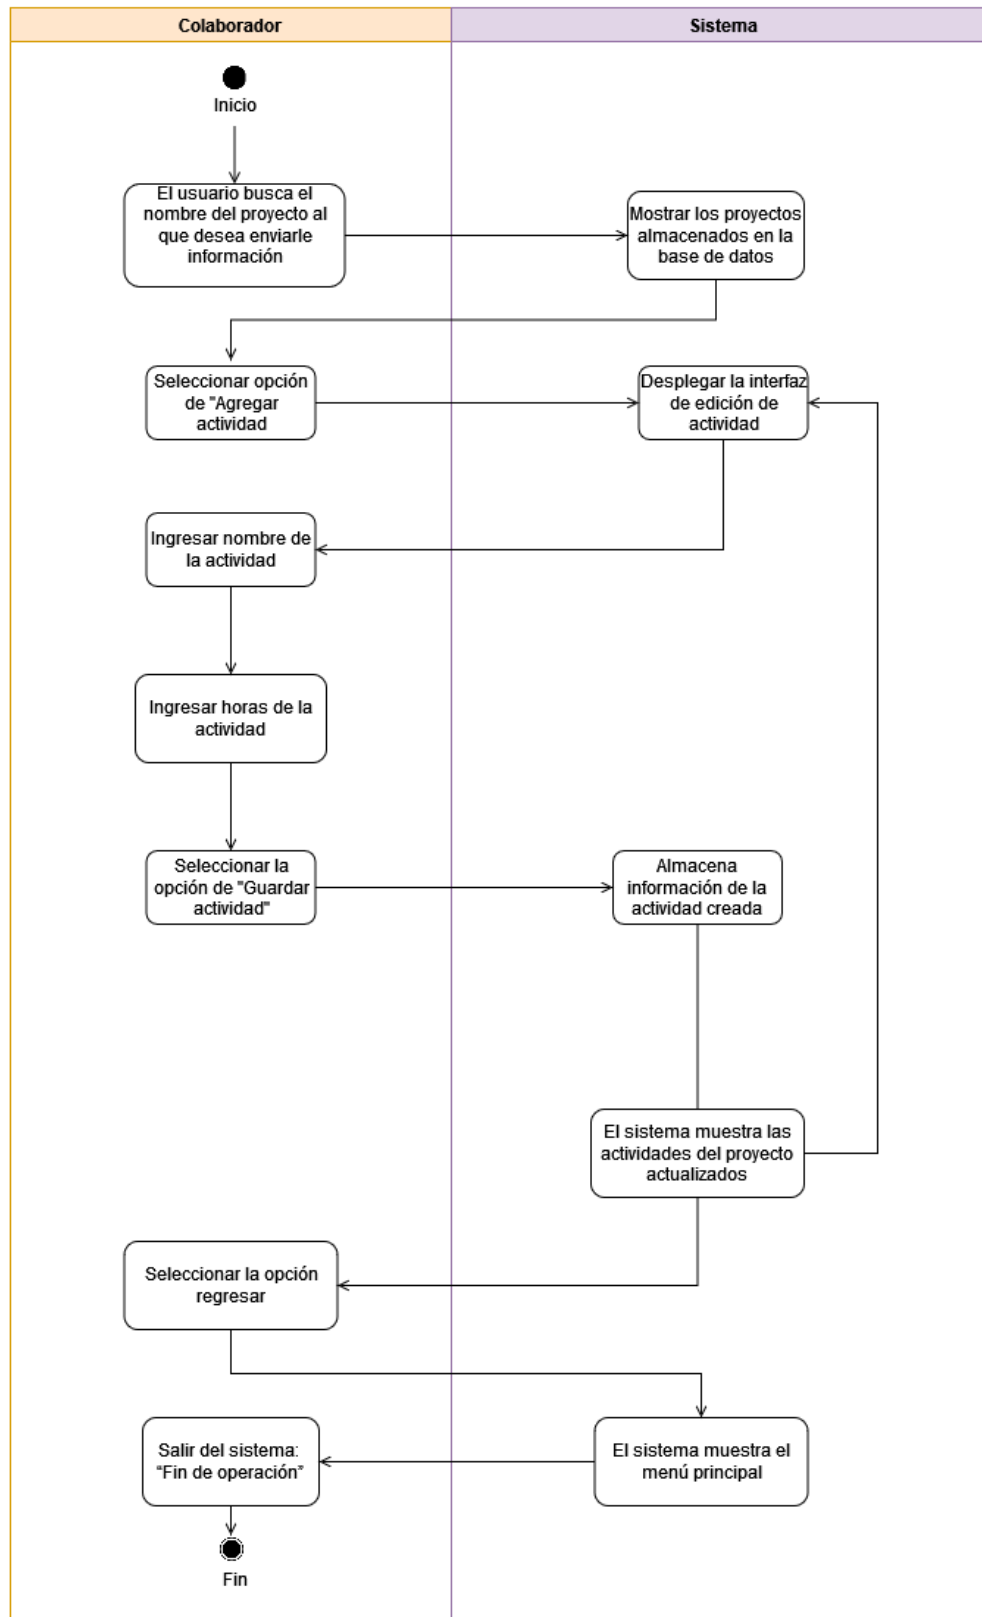 Colaborador
Sistema
Inicio
El usuario busca el
nombre del proyecto al
que desea enviarle
información
Mostrar los proyectos
almacenados en la
base de datos
Seleccionar opción
de "Agregar
actividad
Desplegar la interfaz
de edición de
actividad
Ingresar nombre de
la actividad
Ingresar horas de la
actividad
Seleccionar la
opción de "Guardar
actividad"
Almacena
información de la
actividad creada
El sistema muestra las
actividades del proyecto
actualizados
Seleccionar la opción
regresar
El sistema muestra el
menú principal
Salir del sistema:
“Fin de operación”
Fin